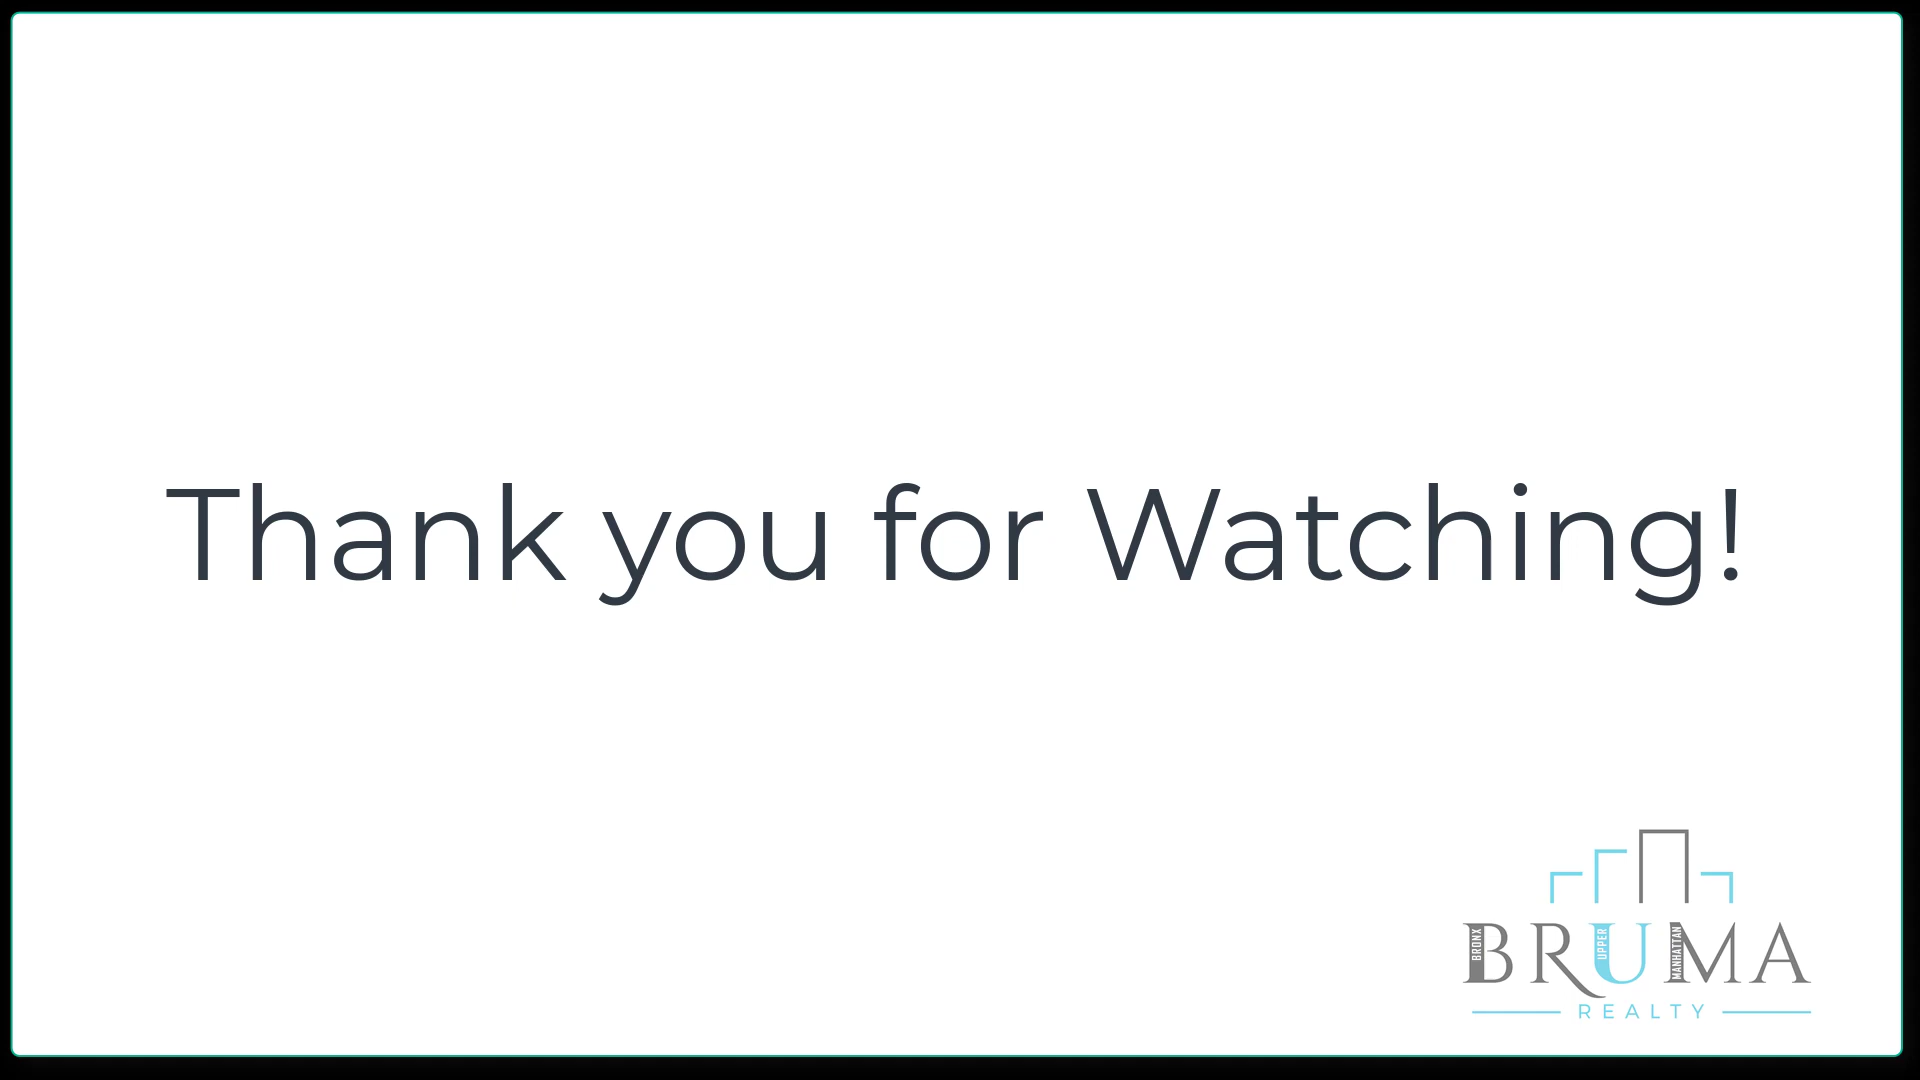 Thank you for Watching!
BRUMA
BRONX
UPPER
MANHATTAN
REALTY